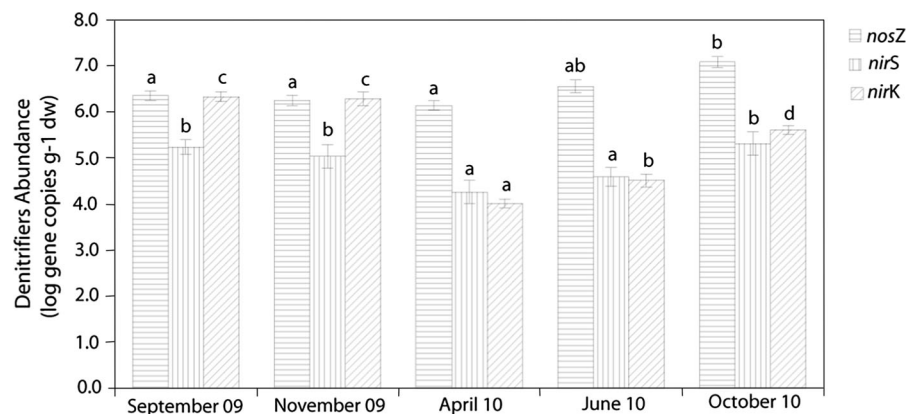 Denitrifiers Abundance
(log gene copies g-1 dw)
8.0
7.0
6.0
5.0
4.0
3.0
2.0
1.0
0.0
a b c
a b c
a a a
ab a b
b b d
September 09
November 09
April 10
June 10
October 10
nosZ
nirS
nirK